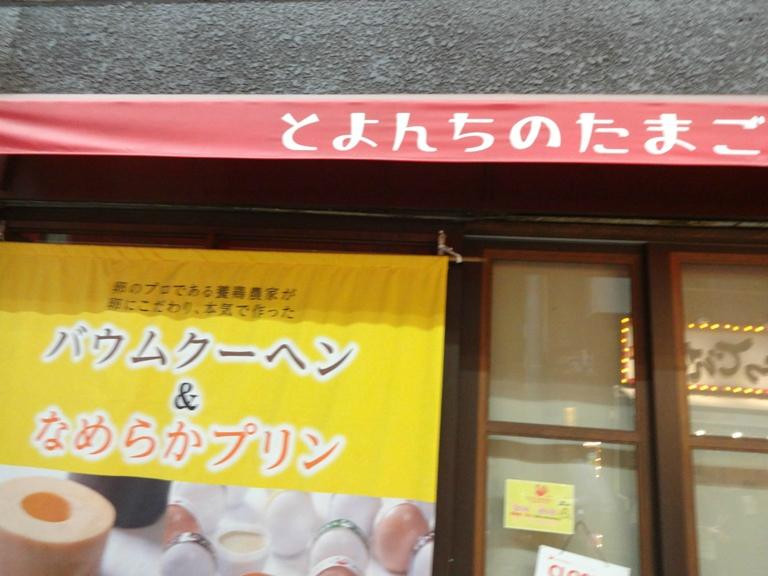 とよんちのたまご
卵のプロである養鶏農家が
卵にこだわり、本気で作った
バウムクーヘン
&
なめらかプリン